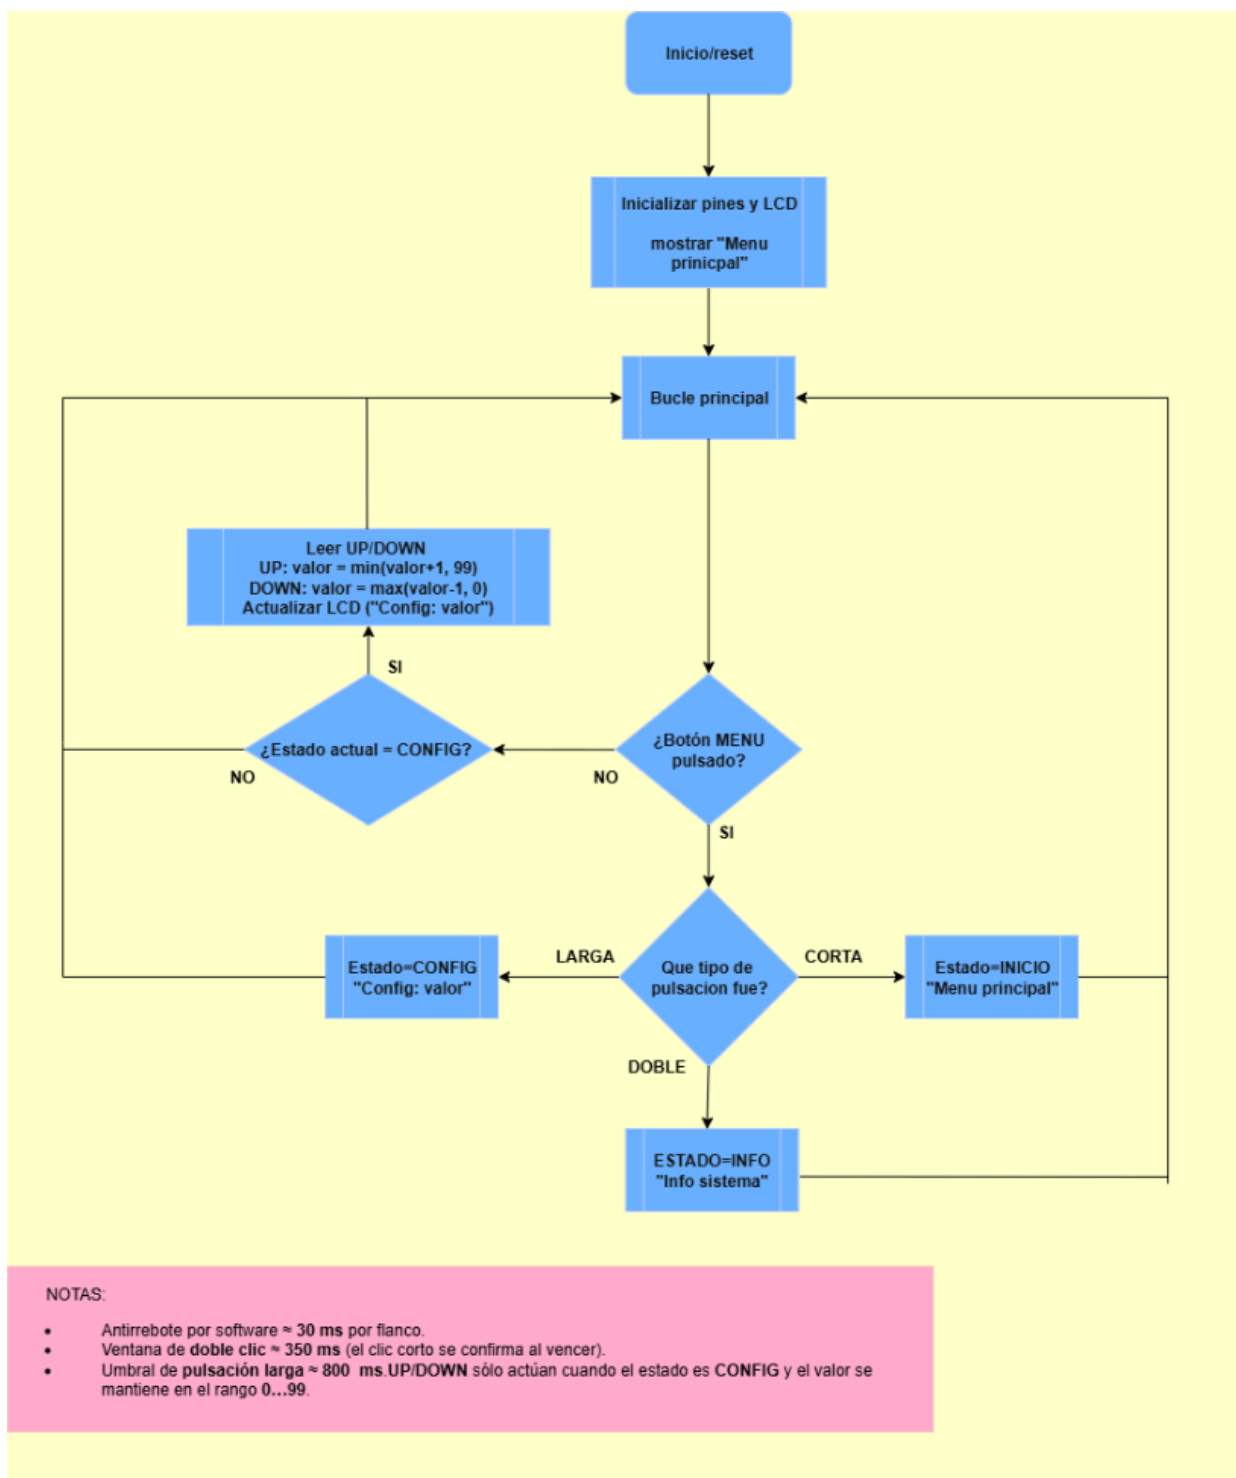 Inicio/reset
Inicializar pines y LCD
mostrar "Menu
prinicpal"
Bucle principal
Leer UP/DOWN
UP: valor = min(valor+1, 99)
DOWN: valor = max(valor-1, 0)
Actualizar LCD ("Config: valor")
SI
¿Estado actual = CONFIG?
NO
¿Botón MENU
pulsado?
NO
SI
LARGA
CORTA
Estado=CONFIG
"Config: valor"
Que tipo de
pulsacion fue?
Estado=INICIO
"Menu principal"
DOBLE
ESTADO=INFO
"Info sistema"
NOTAS:
• Antirrebote por software ≈ 30 ms por flanco.
• Ventana de doble clic ≈ 350 ms (el clic corto se confirma al vencer).
• Umbral de pulsación larga ≈ 800 ms.UP/DOWN sólo actúan cuando el estado es CONFIG y el valor se
mantiene en el rango 0…99.